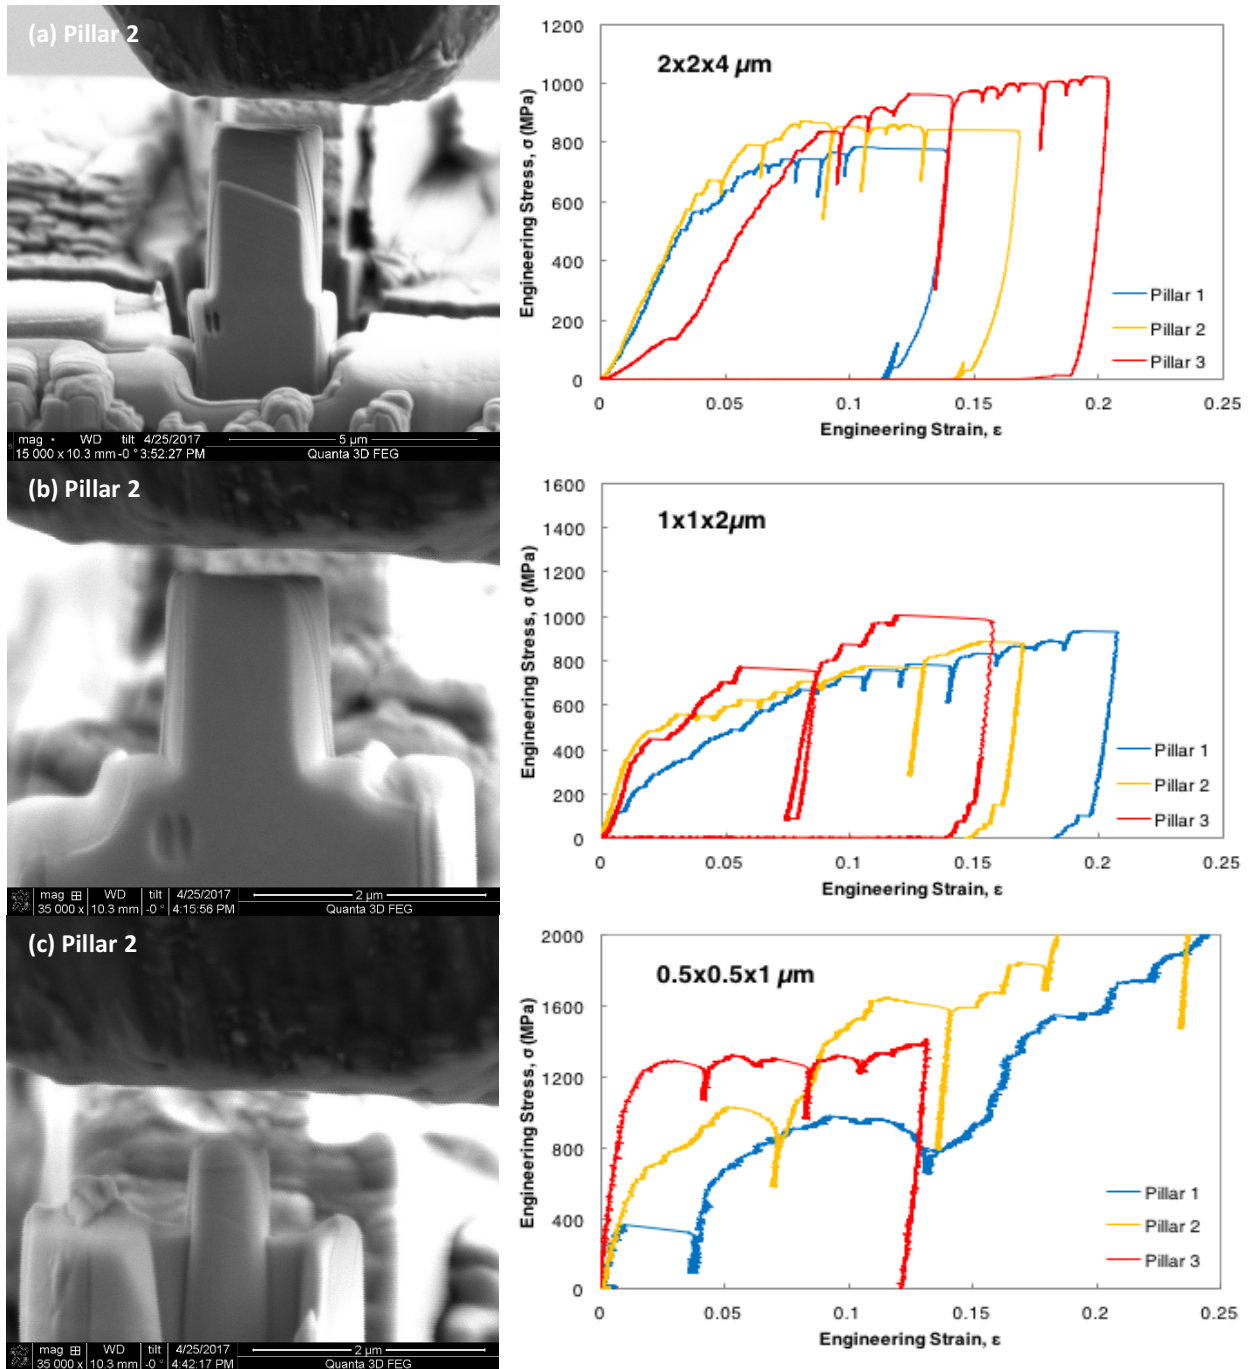 (a) Pillar 2
mag WD tilt 4/25/2017 5 µm
15 000 x 10.3 mm -0 ° 3:52:27 PM Quanta 3D FEG
2x2x4 µm
Engineering Stress, σ (MPa)
1200
1000
800
600
400
200
0
Pillar 1
Pillar 2
Pillar 3
0 0.05 0.1 0.15 0.2 0.25
Engineering Strain, ε
(b) Pillar 2
mag WD tilt 4/25/2017 2 µm
35 000 x 10.3 mm -0 ° 4:15:56 PM Quanta 3D FEG
1x1x2µm
Engineering Stress, σ (MPa)
1600
1400
1200
1000
800
600
400
200
0
Pillar 1
Pillar 2
Pillar 3
0 0.05 0.1 0.15 0.2 0.25
Engineering Strain, ε
(c) Pillar 2
mag WD tilt 4/25/2017 2 µm
35 000 x 10.3 mm -0 ° 4:42:17 PM Quanta 3D FEG
0.5x0.5x1 µm
Engineering Stress, σ (MPa)
2000
1600
1200
800
400
0
Pillar 1
Pillar 2
Pillar 3
0 0.05 0.1 0.15 0.2 0.25
Engineering Strain, ε